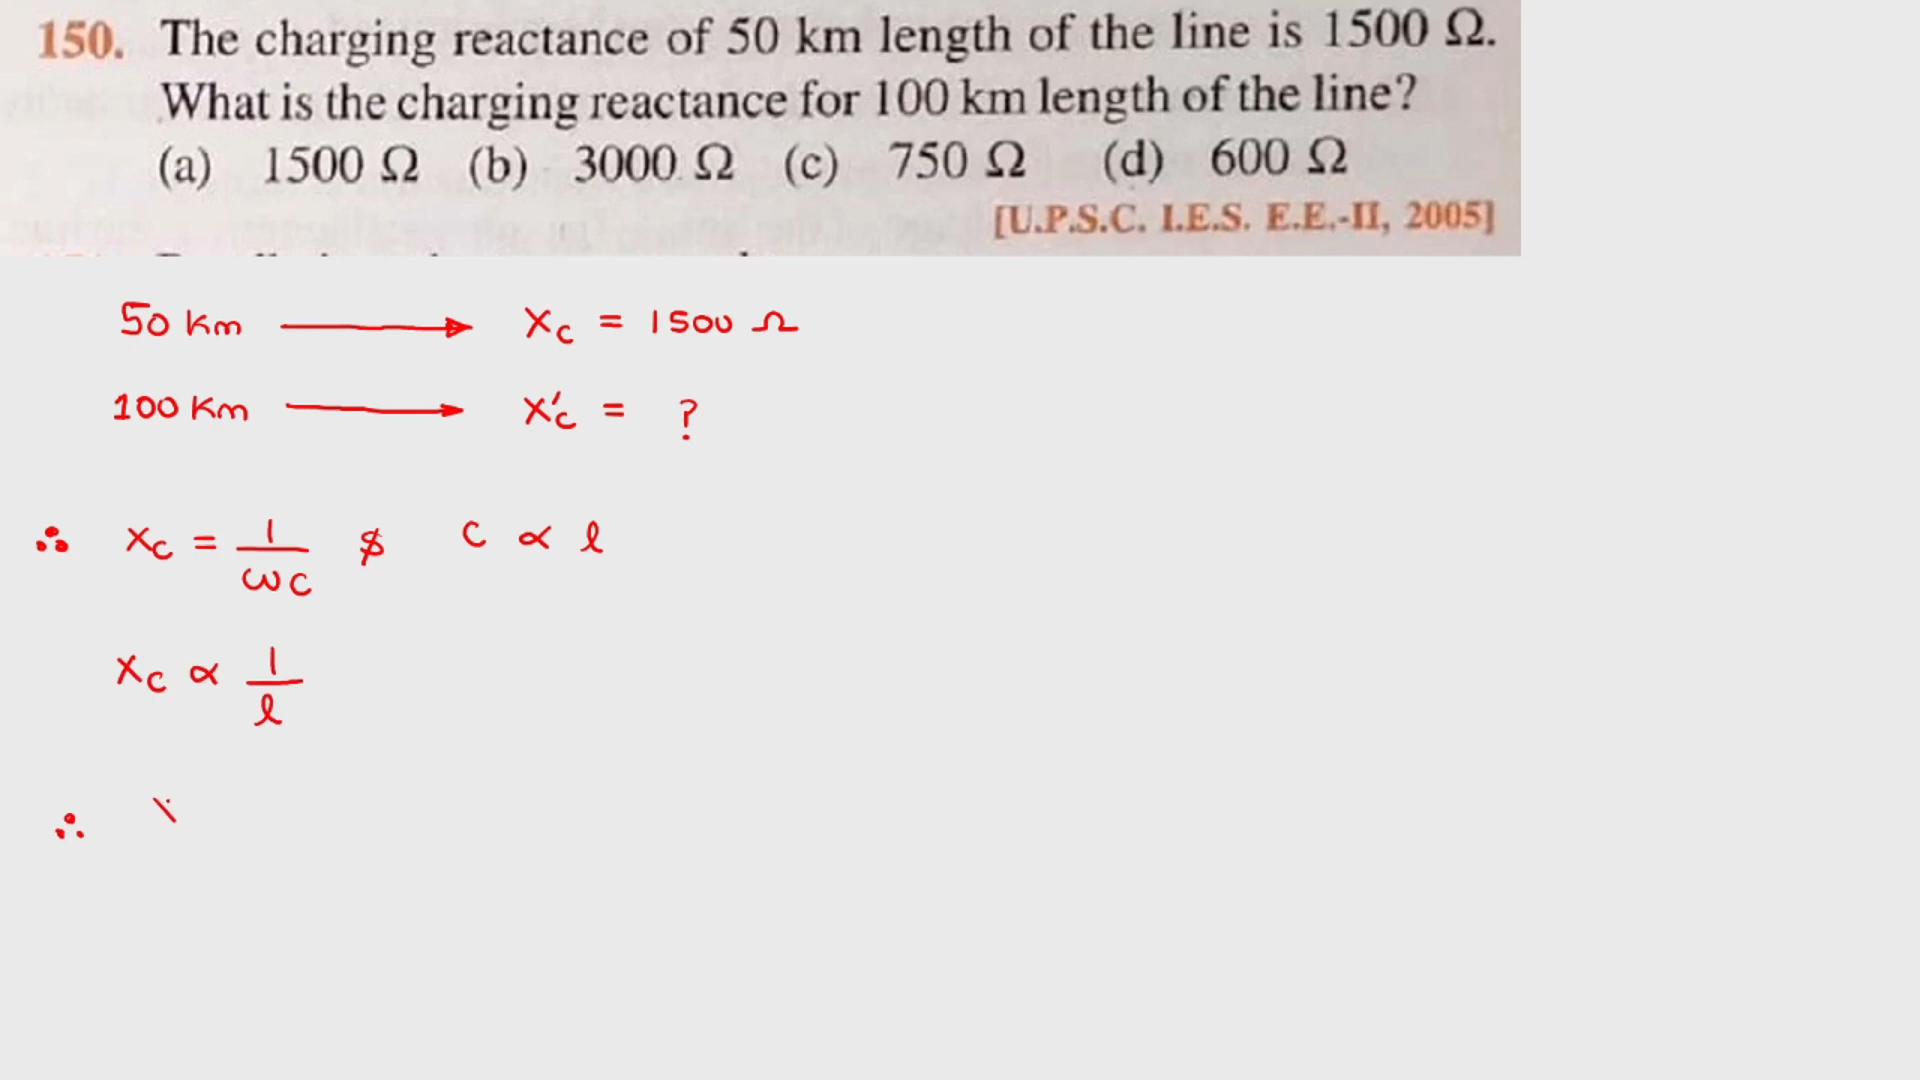 150. The charging reactance of 50 km length of the line is 1500 Ω.
What is the charging reactance for 100 km length of the line?
(a) 1500 Ω (b) 3000 Ω (c) 750 Ω (d) 600 Ω
[U.P.S.C. I.E.S. E.E.-II, 2005]
50 Km → Xc = 1500 Ω
100 Km → X'c = ?
∴ Xc = 1/ωc $ C ∝ l
Xc ∝ 1/l
∴